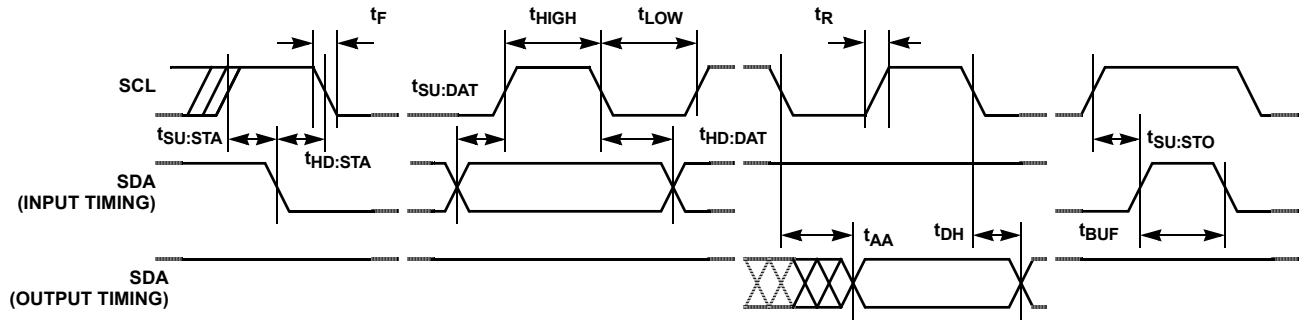 tF
tHIGH
tLOW
tR
SCL
tSU:DAT
tSU:STA
tHD:STA
tHD:DAT
tSU:STO
SDA
(INPUT TIMING)
tAA
tDH
tBUF
SDA
(OUTPUT TIMING)